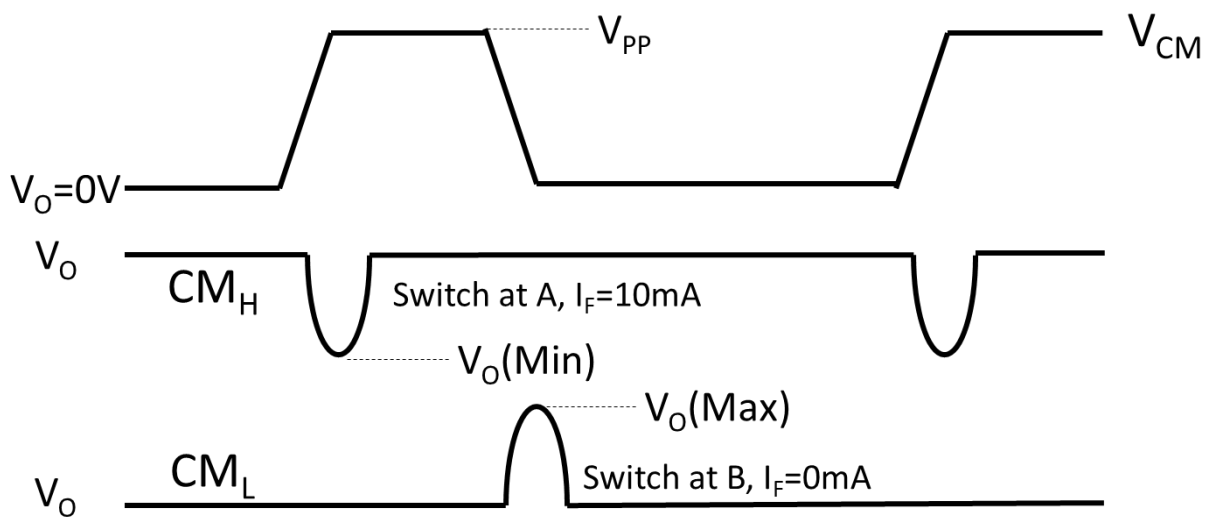 V_PP
V_CM
V_O=0V
V_O
CM_H
Switch at A, I_F=10mA
V_O(Min)
V_O(Max)
CM_L
Switch at B, I_F=0mA
V_O